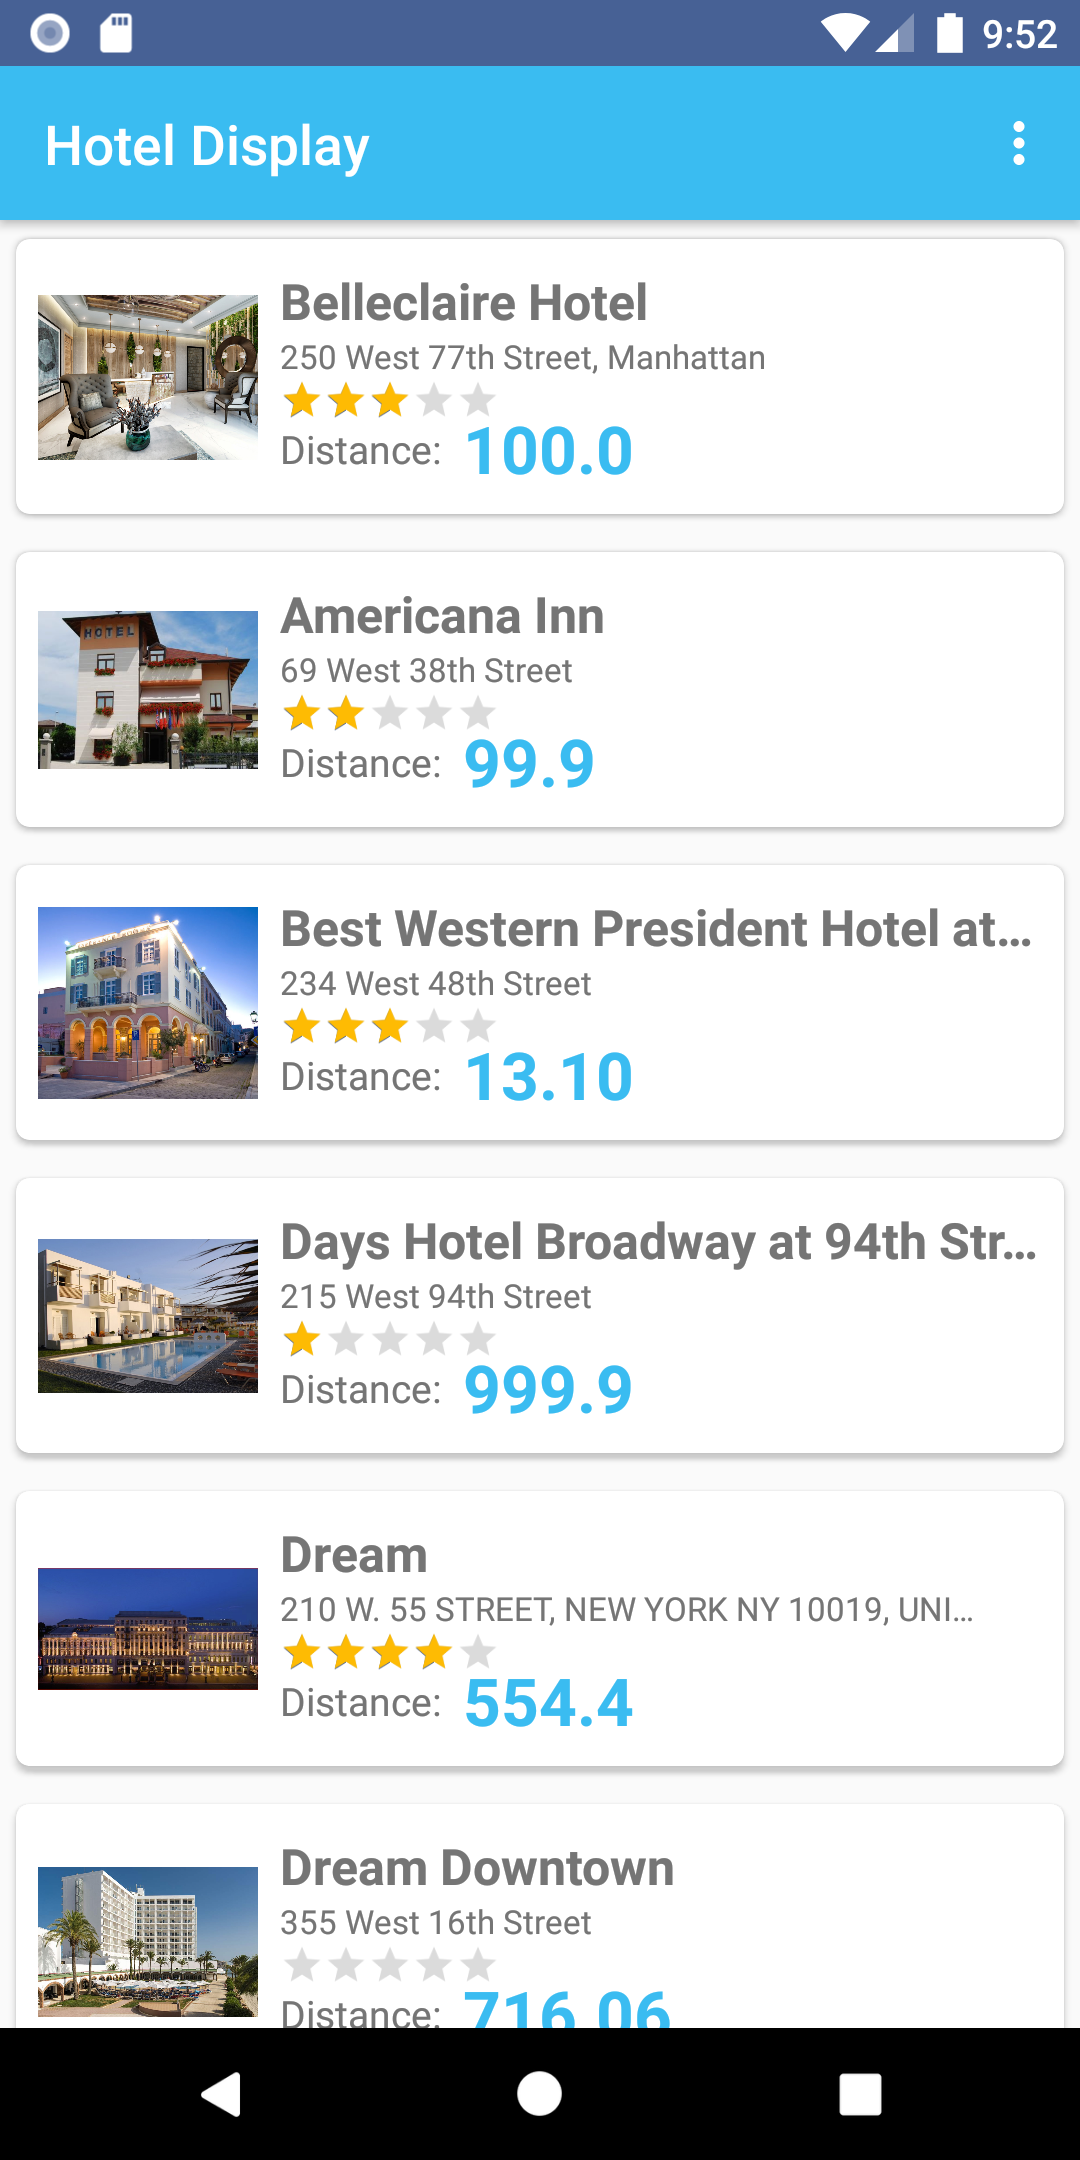 9:52
Hotel Display
Belleclaire Hotel
250 West 77th Street, Manhattan
Distance: 100.0
HOTEL
Americana Inn
69 West 38th Street
Distance: 99.9
Best Western President Hotel at...
234 West 48th Street
Distance: 13.10
Days Hotel Broadway at 94th Str...
215 West 94th Street
Distance: 999.9
Dream
210 W. 55 STREET, NEW YORK NY 10019, UNI...
Distance: 554.4
Dream Downtown
355 West 16th Street
Distance: 716.06